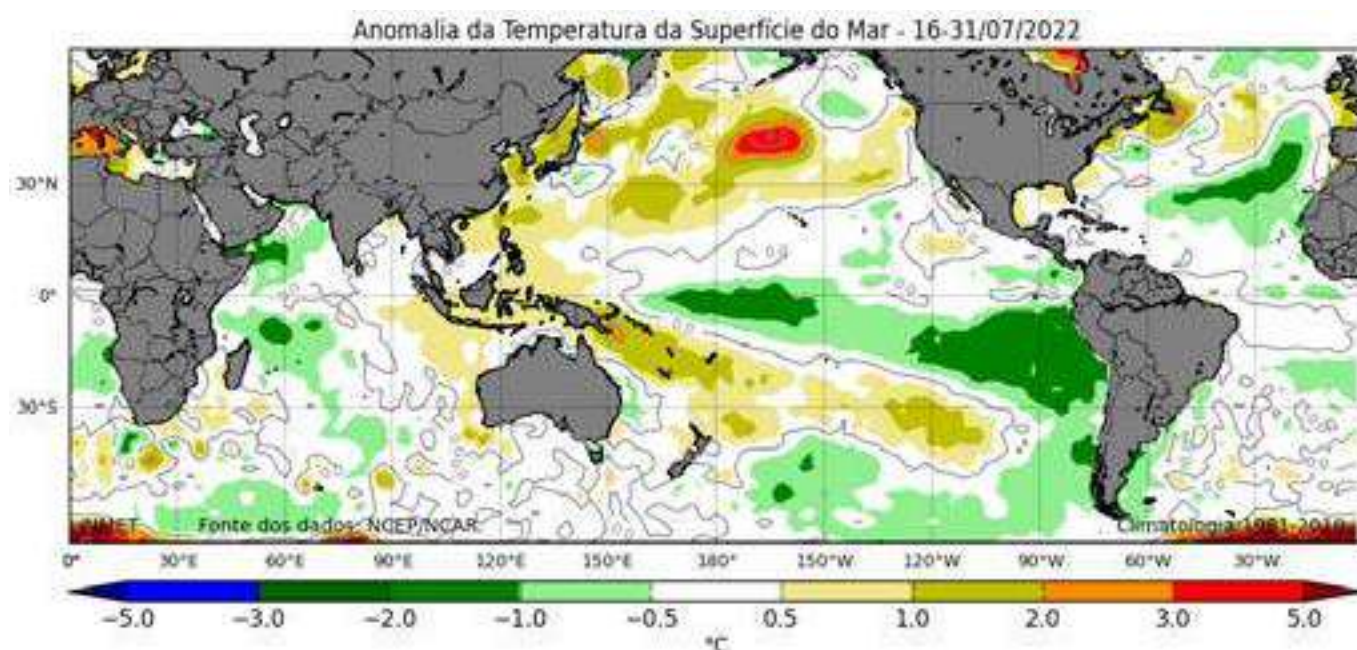 Anomalia da Temperatura da Superfície do Mar - 16-31/07/2022
30°N
0°
30°S
INMET Fonte dos dados: NCEP/NCAR Climatologia 1981-2010
0° 30°E 60°E 90°E 120°E 150°E 180° 150°W 120°W 90°W 60°W 30°W
−5.0 −3.0 −2.0 −1.0 −0.5 0.5 1.0 2.0 3.0 5.0
°C